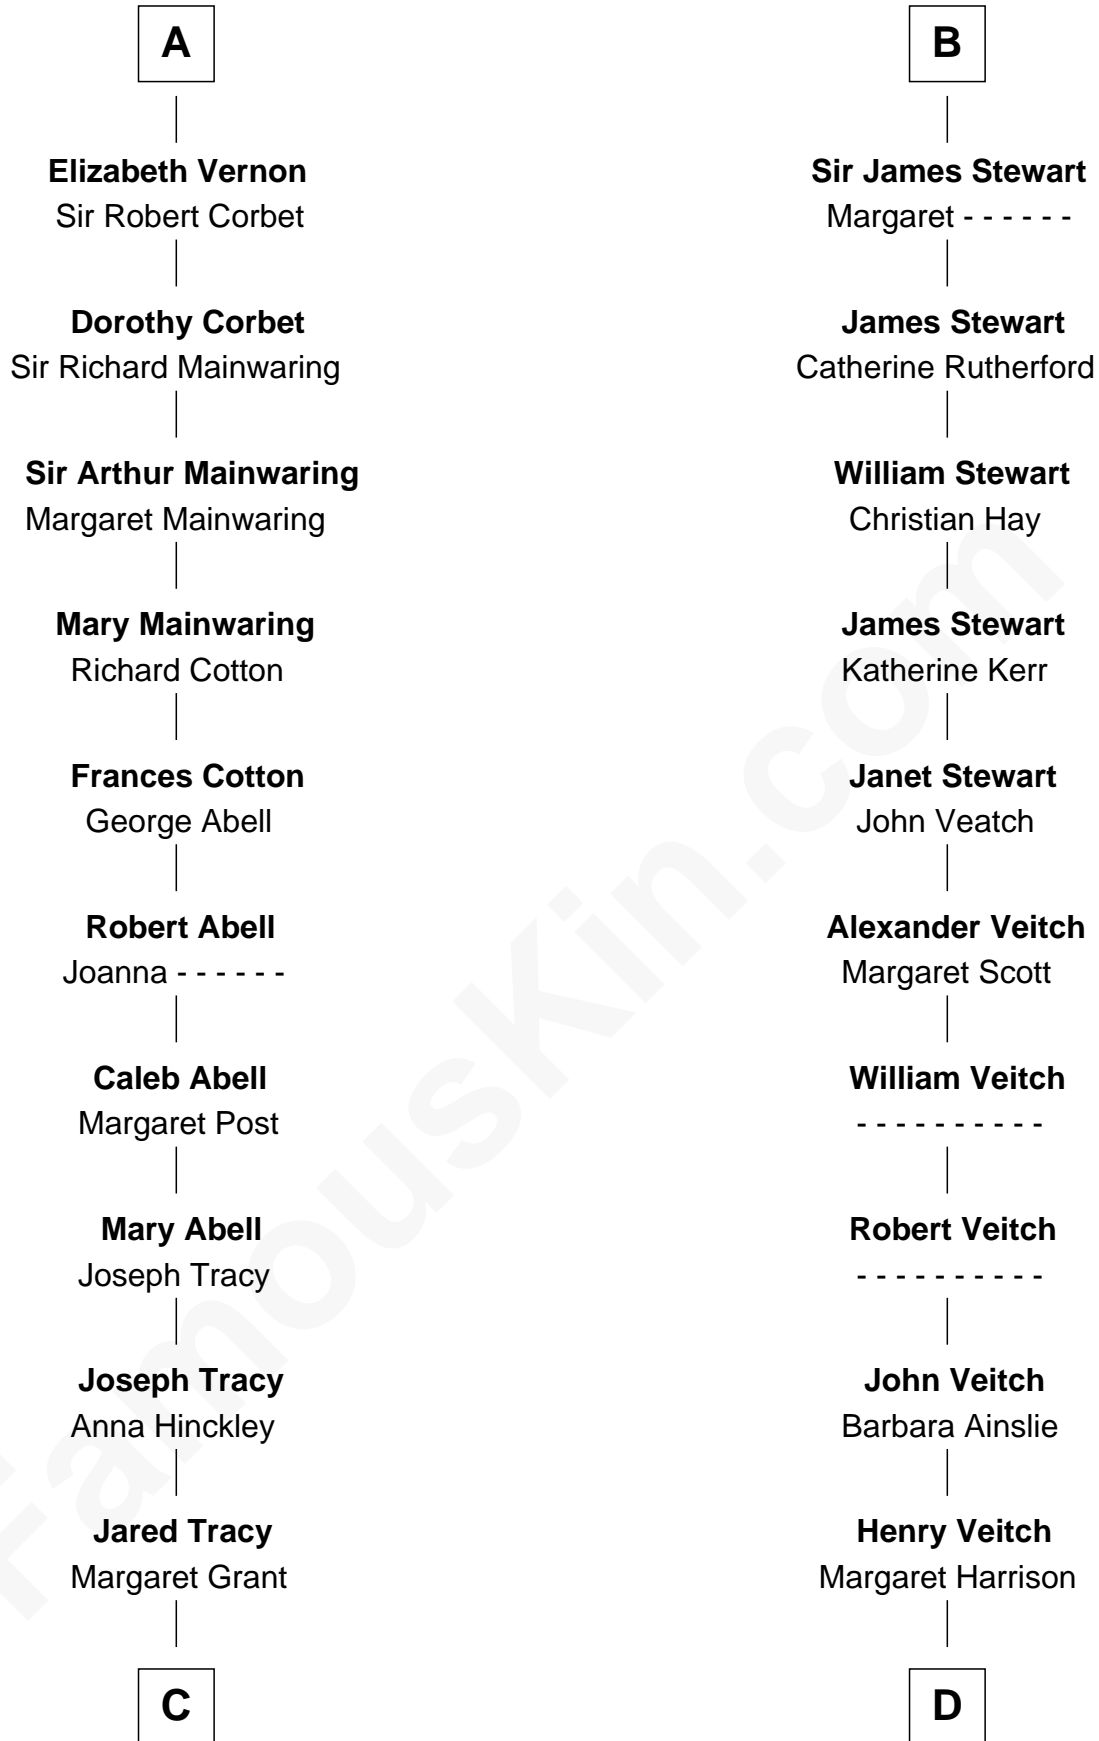 A
Elizabeth Vernon
Sir Robert Corbet
Dorothy Corbet
Sir Richard Mainwaring
Sir Arthur Mainwaring
Margaret Mainwaring
Mary Mainwaring
Richard Cotton
Frances Cotton
George Abell
Robert Abell
Joanna - - - - - -
Caleb Abell
Margaret Post
Mary Abell
Joseph Tracy
Joseph Tracy
Anna Hinckley
Jared Tracy
Margaret Grant
C
B
Sir James Stewart
Margaret - - - - - -
James Stewart
Catherine Rutherford
William Stewart
Christian Hay
James Stewart
Katherine Kerr
Janet Stewart
John Veatch
Alexander Veitch
Margaret Scott
William Veitch
- - - - - - - - - -
Robert Veitch
- - - - - - - - - -
John Veitch
Barbara Ainslie
Henry Veitch
Margaret Harrison
D
FamousKin.com